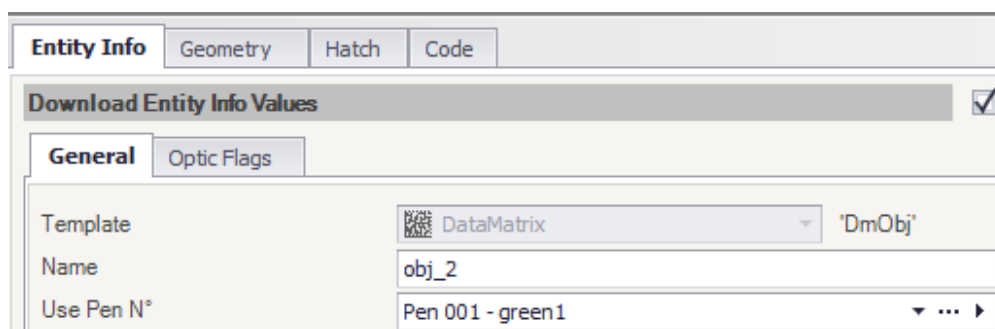 Entity Info Geometry Hatch Code
Download Entity Info Values
General Optic Flags
Template DataMatrix 'DmObj'
Name obj_2
Use Pen N° Pen 001 - green1